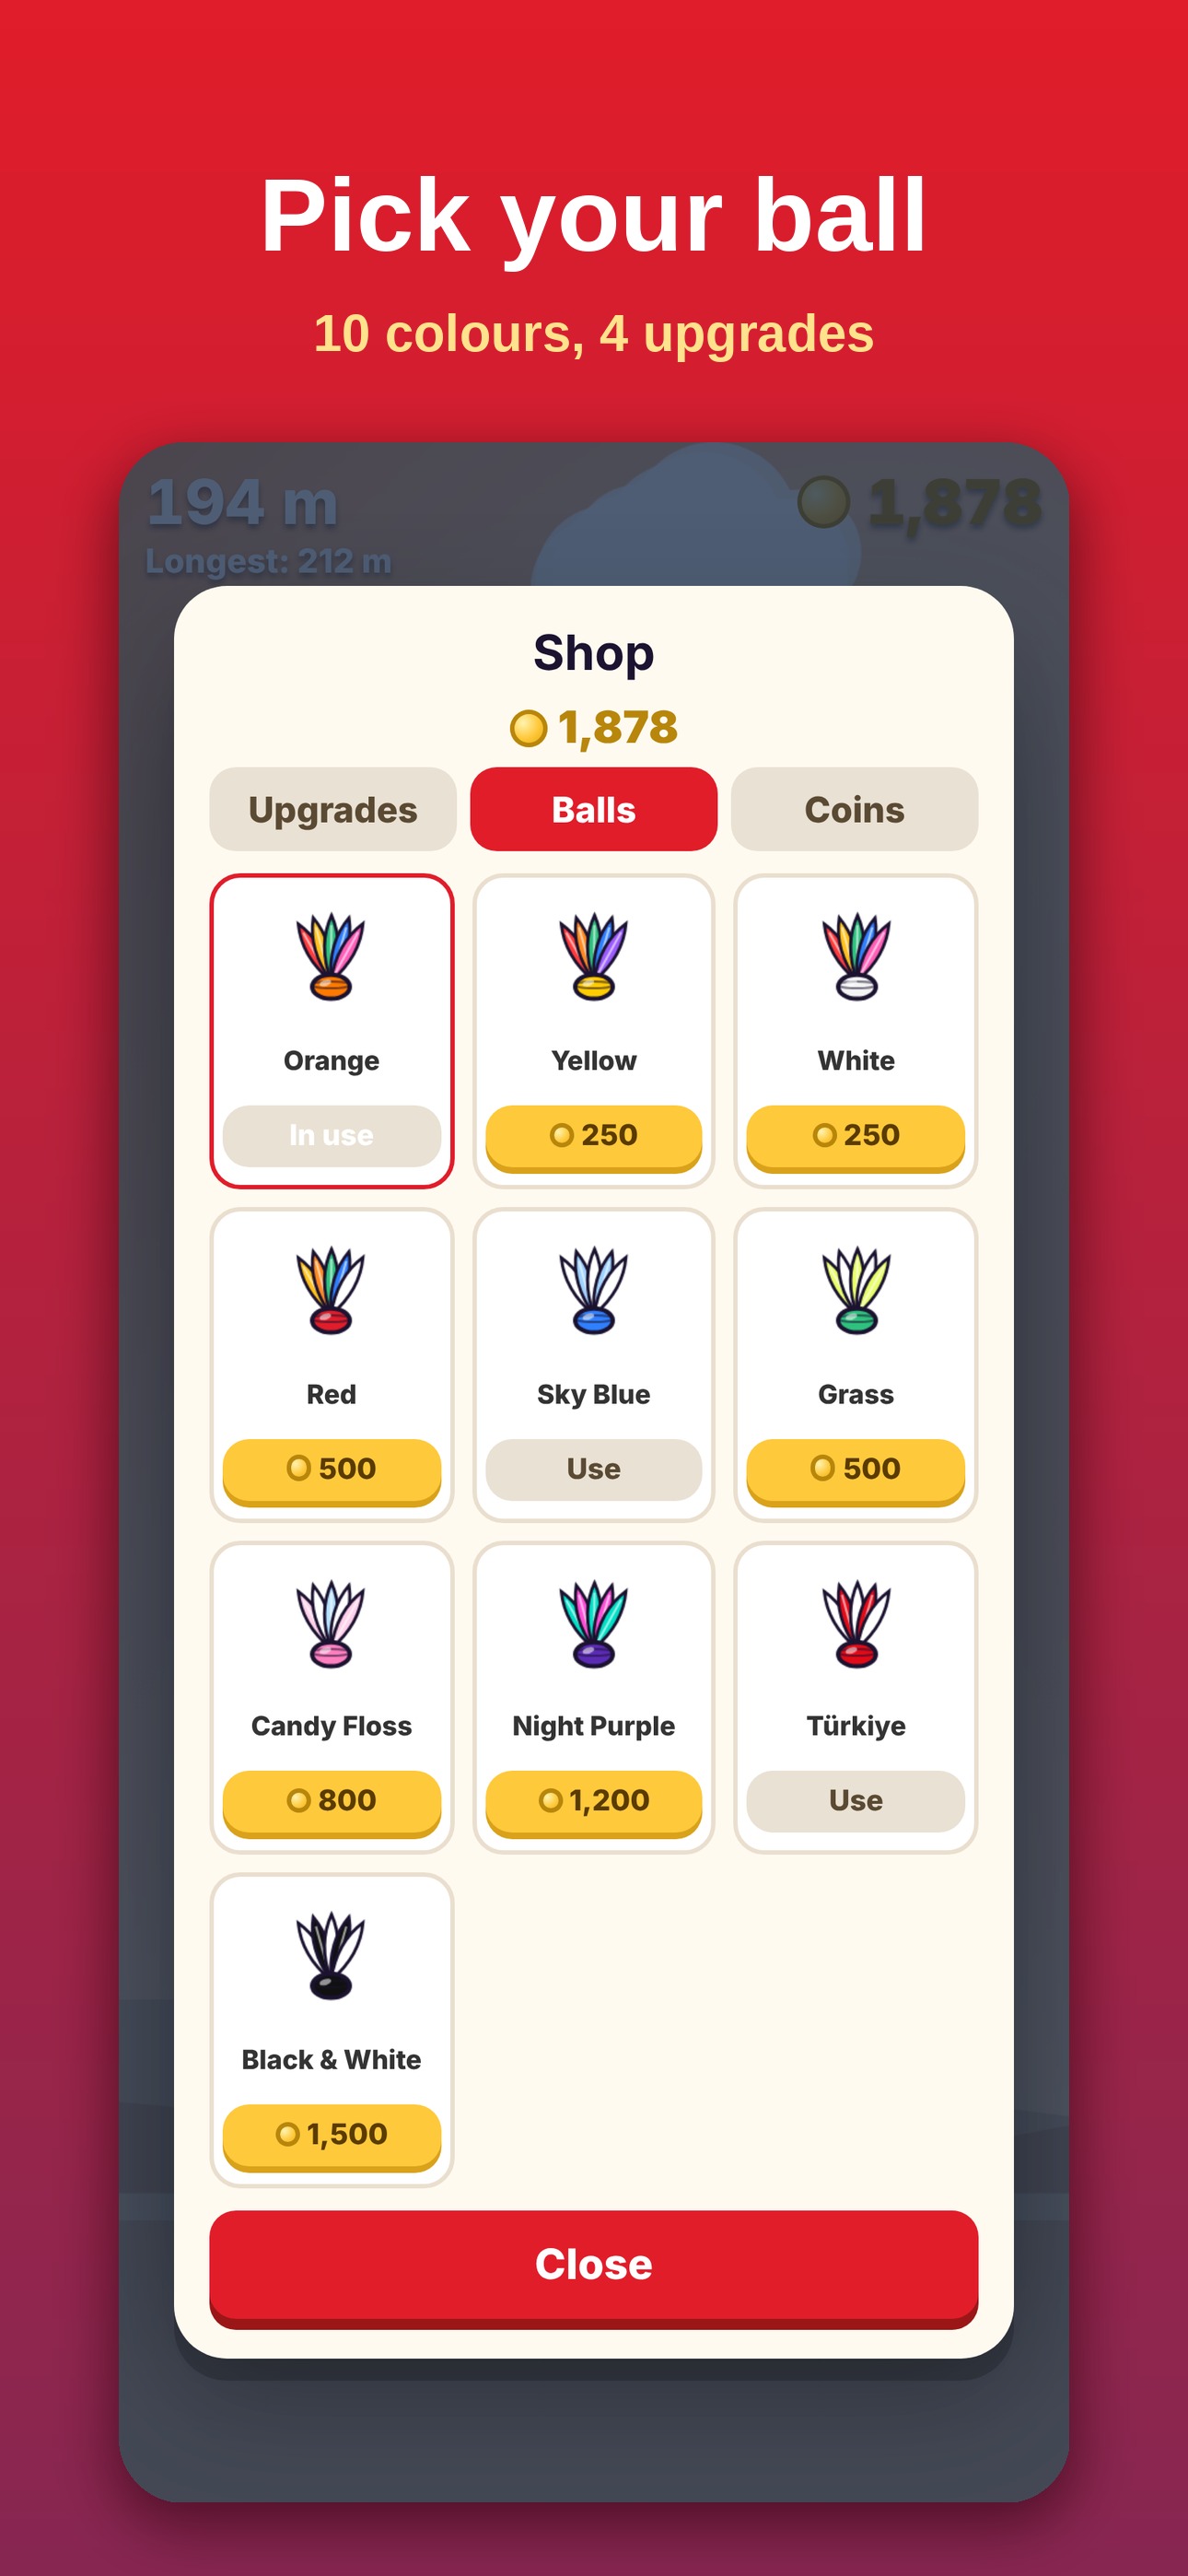 Pick your ball
10 colours, 4 upgrades
194 m
1,878
Longest: 212 m
Shop
1,878
Upgrades
Balls
Coins
Orange
Yellow
White
In use
250
250
Red
Sky Blue
Grass
500
Use
500
Candy Floss
Night Purple
Türkiye
800
1,200
Use
Black & White
1,500
Close